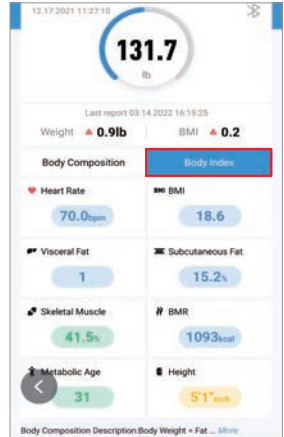 12.17.2021 11:27:10
131.7
lb
Last report 03.14.2022 16:19:25
Weight ▲ 0.9lb BMI ▲ 0.2
Body Composition Body Index
Heart Rate BMI BMI
70.0bpm 18.6
Visceral Fat Subcutaneous Fat
1 15.2%
Skeletal Muscle BMR
41.5% 1093kcal
Metabolic Age Height
31 5'1"inch
Body Composition Description:Body Weight = Fat ... More